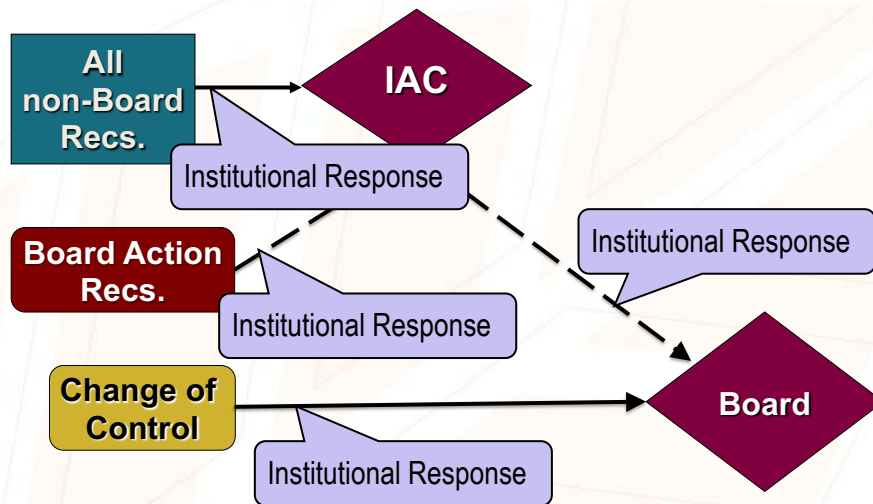 All
non-Board
Recs.
IAC
Institutional Response
Board Action
Recs.
Institutional Response
Institutional Response
Change of
Control
Board
Institutional Response